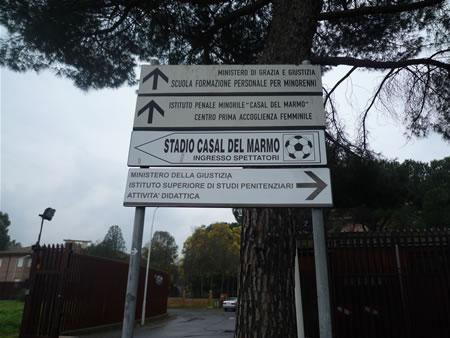 MINISTERO DI GRAZIA E GIUSTIZIA
SCUOLA FORMAZIONE PERSONALE PER MINORENNI
ISTITUTO PENALE MINORILE "CASAL DEL MARMO"
CENTRO PRIMA ACCOGLIENZA FEMMINILE
STADIO CASAL DEL MARMO
INGRESSO SPETTATORI
MINISTERO DELLA GIUSTIZIA
ISTITUTO SUPERIORE DI STUDI PENITENZIARI
ATTIVITA' DIDATTICA